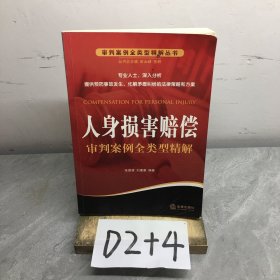 审判案例全类型精解丛书
专业人士，深入分析
提供预防事故发生、化解矛盾纠纷的法律策略与方案
COMPENSATION FOR PERSONAL INJURY
人身损害赔偿
审判案例全类型精解
D2+4